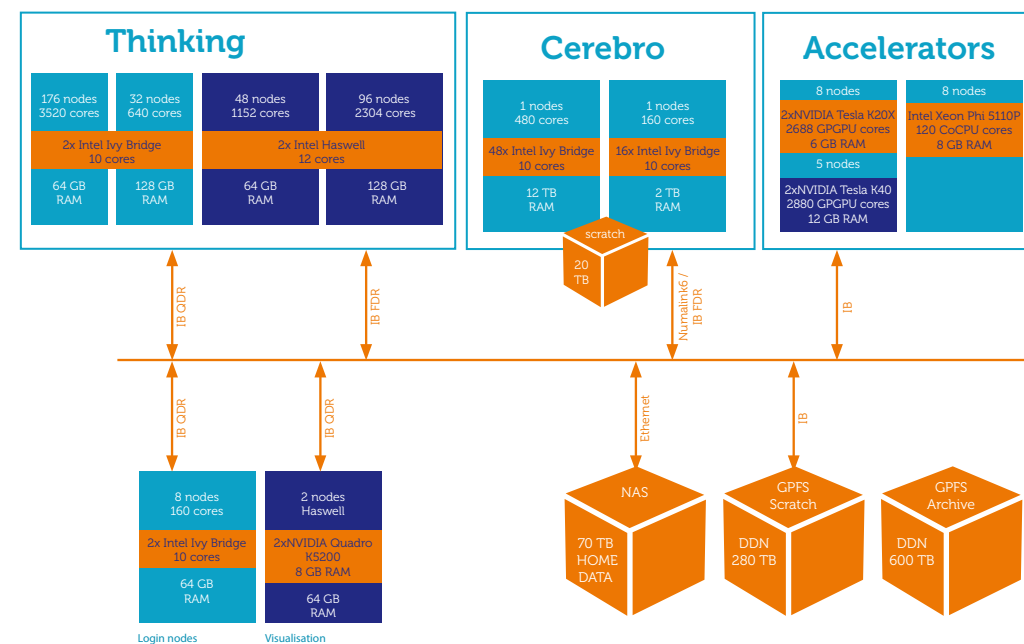 Thinking
176 nodes
3520 cores
32 nodes
640 cores
2x Intel Ivy Bridge
10 cores
64 GB
RAM
128 GB
RAM
48 nodes
1152 cores
96 nodes
2304 cores
2x Intel Haswell
12 cores
64 GB
RAM
128 GB
RAM
Cerebro
1 nodes
480 cores
48x Intel Ivy Bridge
10 cores
12 TB
RAM
1 nodes
160 cores
16x Intel Ivy Bridge
10 cores
2 TB
RAM
scratch
20
TB
Accelerators
8 nodes
2xNVIDIA Tesla K20X
2688 GPGPU cores
6 GB RAM
5 nodes
2xNVIDIA Tesla K40
2880 GPGPU cores
12 GB RAM
8 nodes
Intel Xeon Phi 5110P
120 CoCPU cores
8 GB RAM
IB QDR
IB FDR
Numalink6 /
IB FDR
IB
IB QDR
IB QDR
Ethernet
IB
8 nodes
160 cores
2x Intel Ivy Bridge
10 cores
64 GB
RAM
Login nodes
2 nodes
Haswell
2xNVIDIA Quadro
K5200
8 GB RAM
64 GB
RAM
Visualisation
NAS
70 TB
HOME
DATA
GPFS
Scratch
DDN
280 TB
GPFS
Archive
DDN
600 TB